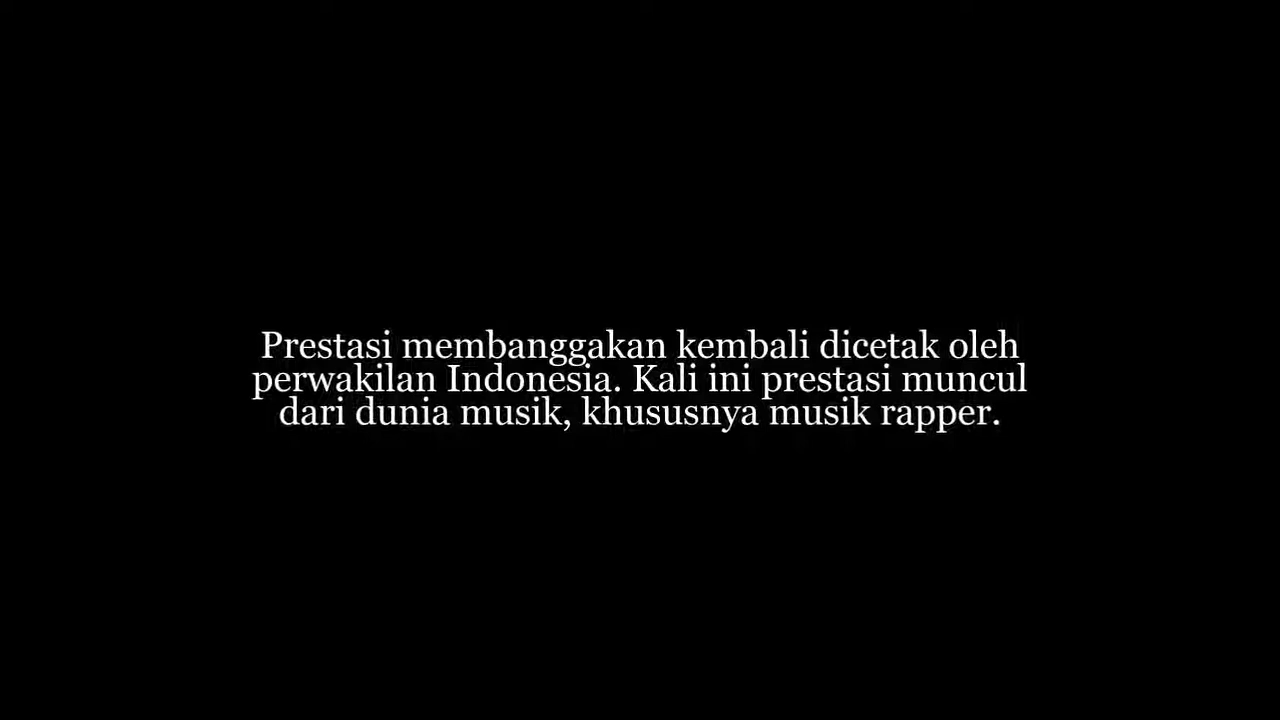 Prestasi membanggakan kembali dicetak oleh
perwakilan Indonesia. Kali ini prestasi muncul
dari dunia musik, khususnya musik rapper.